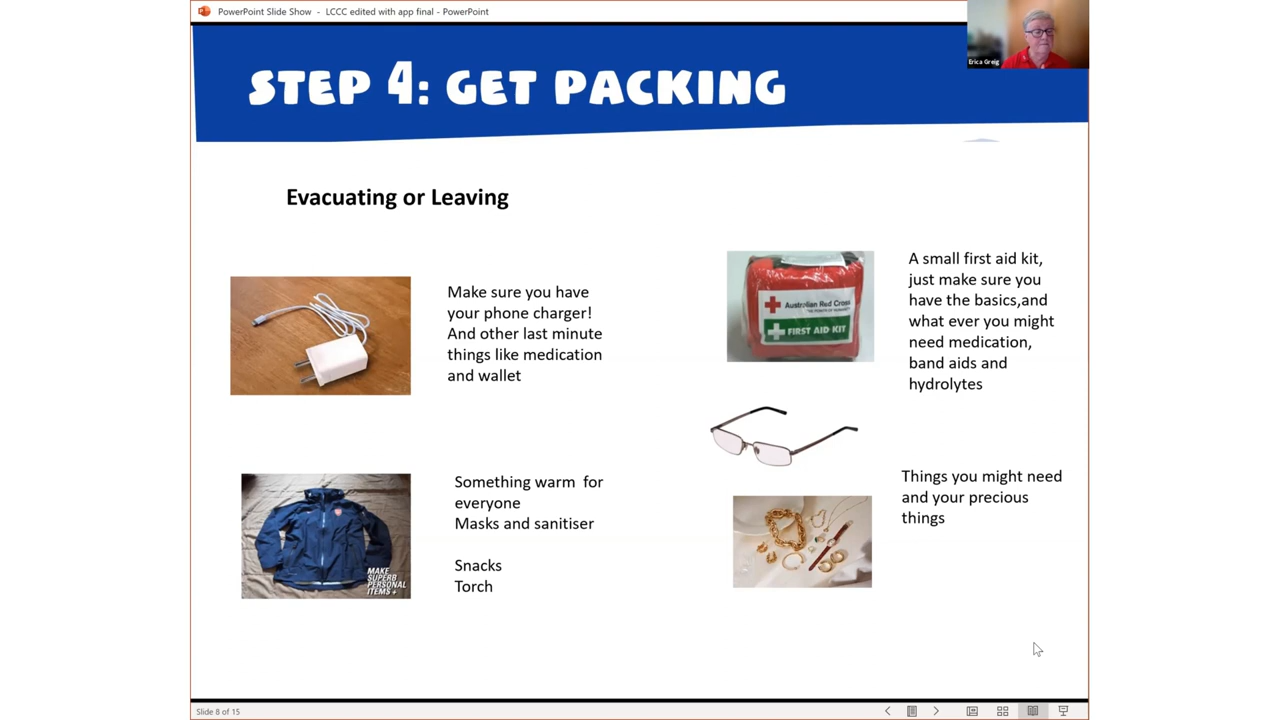 PowerPoint Slide Show - LCCC edited with app final - PowerPoint
Erica Greig
STEP 4: GET PACKING
Evacuating or Leaving
Make sure you have
your phone charger!
And other last minute
things like medication
and wallet
Something warm for
everyone
Masks and sanitiser
Snacks
Torch
MAKE
SUPERB
PERSONAL
ITEMS +
Australian Red Cross
THE POWER OF HUMANITY
FIRST AID KIT
A small first aid kit,
just make sure you
have the basics,and
what ever you might
need medication,
band aids and
hydrolytes
Things you might need
and your precious
things
Slide 8 of 15